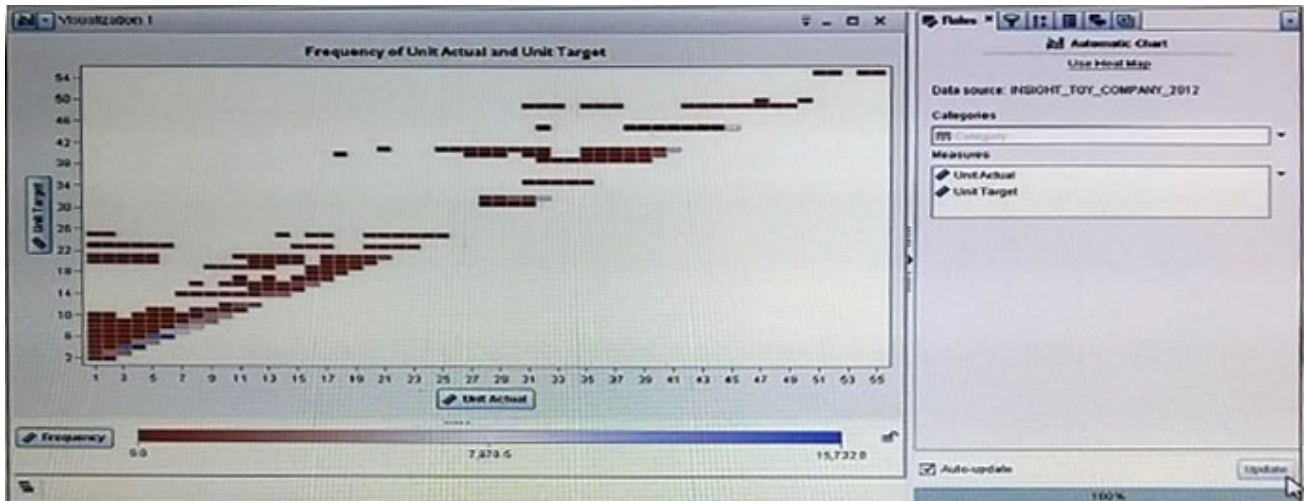 Visualization 1
Frequency of Unit Actual and Unit Target
54
50
46
42
38
34
30
26
22
18
14
10
6
2
Unit Target
1 3 5 7 9 11 13 15 17 19 21 23 25 27 29 31 33 35 37 39 41 43 45 47 49 51 53 55
Unit Actual
Frequency
0.0 7,870.5 15,732.0
Roles
Automatic Chart
Use Heat Map
Data source: INSIGHT_TOY_COMPANY_2012
Categories
Category
Measures
Unit Actual
Unit Target
Auto-update Update
100%